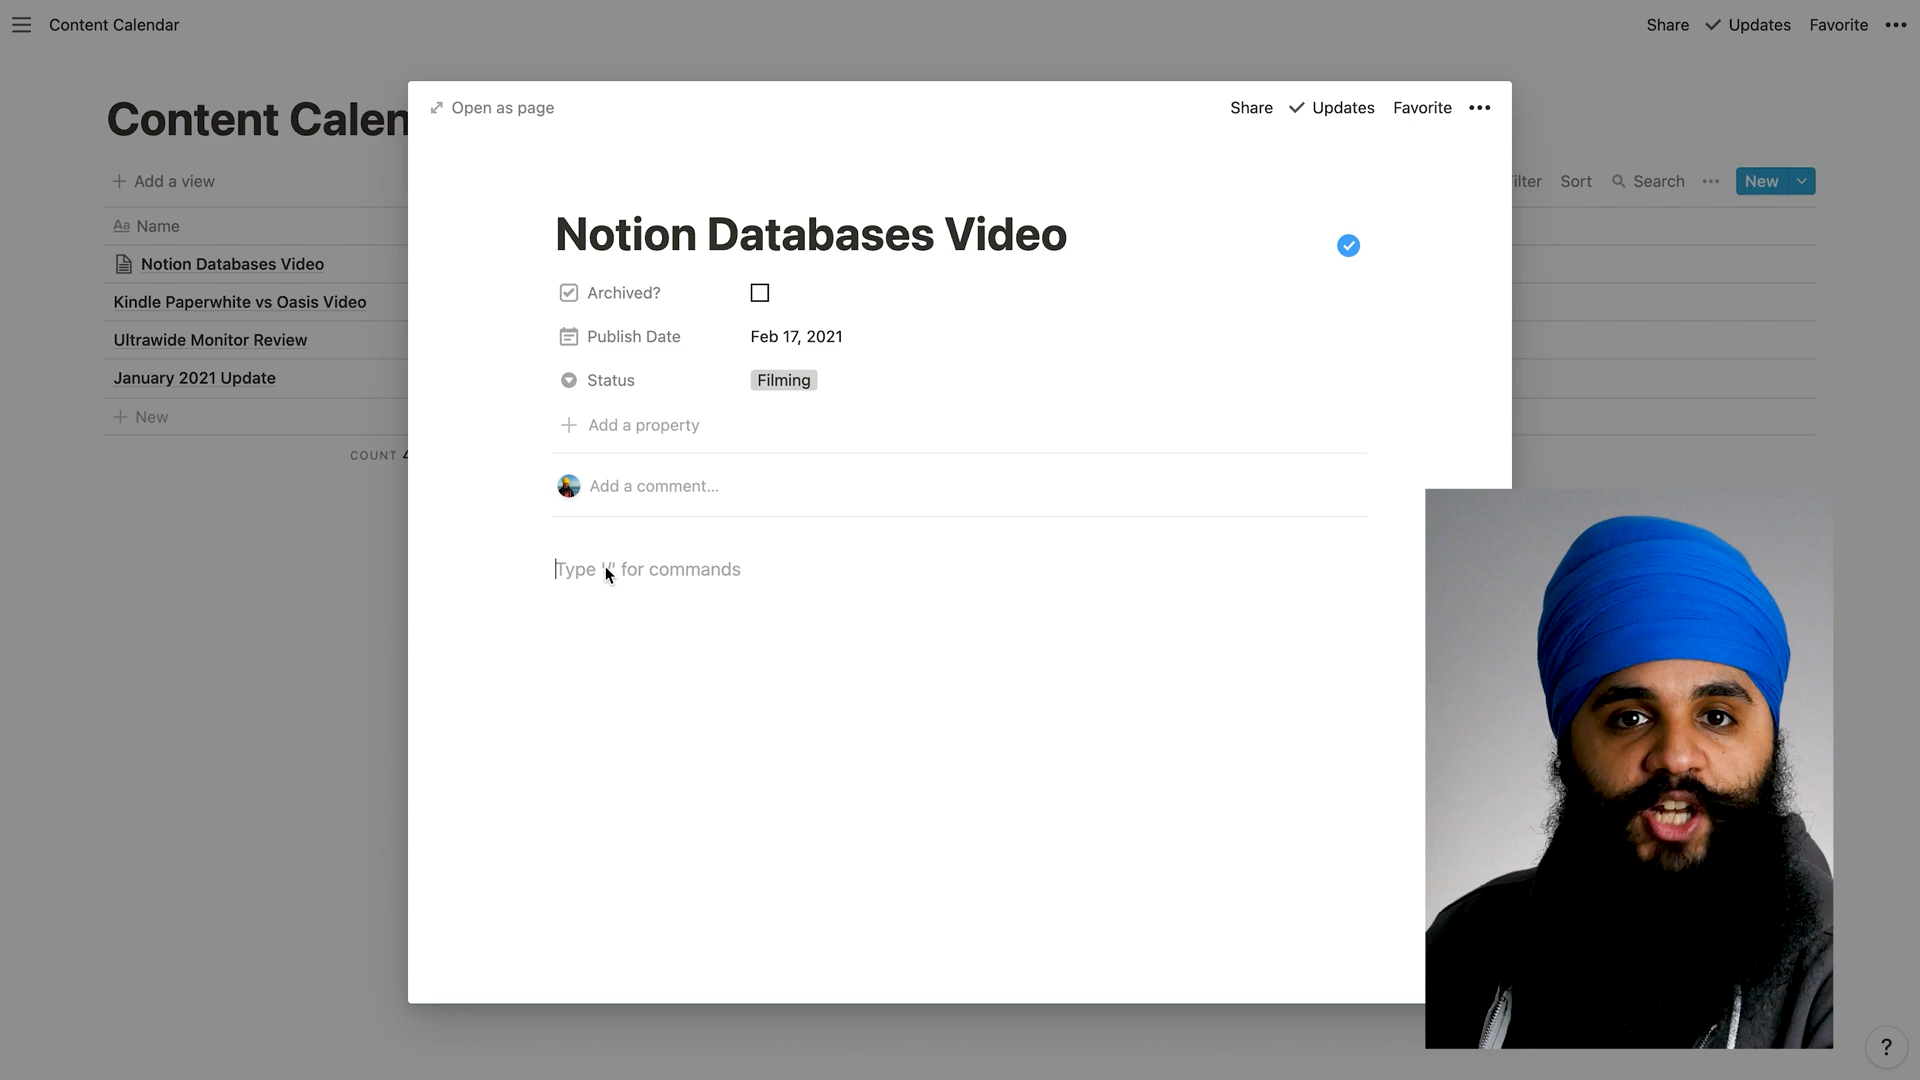 Content Calendar
Share Updates Favorite •••
Content Calen
+ Add a view
ilter Sort Search ••• New
Aa Name
Notion Databases Video
Kindle Paperwhite vs Oasis Video
Ultrawide Monitor Review
January 2021 Update
+ New
COUNT 4
Open as page
Share Updates Favorite •••
Notion Databases Video
Archived?
Publish Date Feb 17, 2021
Status Filming
+ Add a property
Add a comment...
Type '/' for commands
?